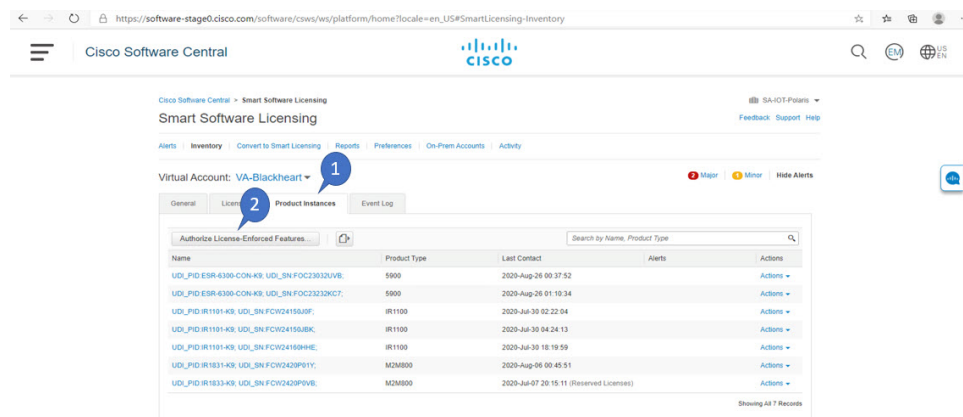 https://software-stage0.cisco.com/software/csws/ws/platform/home?locale=en_US#SmartLicensing-Inventory
Cisco Software Central
CISCO
EM
US
EN
Cisco Software Central > Smart Software Licensing
SA-IOT-Polaris
Smart Software Licensing
Feedback Support Help
Alerts | Inventory | Convert to Smart Licensing | Reports | Preferences | On-Prem Accounts | Activity
1
Virtual Account: VA-Blackheart
2 Major | 5 Minor | Hide Alerts
General
2
Product Instances
Event Log
Authorize License-Enforced Features...
Search by Name, Product Type
Name Product Type Last Contact Alerts Actions
UDI_PID:ESR-6300-CON-K9; UDI_SN:FOC23032UVB; 5900 2020-Aug-26 00:37:52 Actions
UDI_PID:ESR-6300-CON-K9; UDI_SN:FOC23232KC7; 5900 2020-Aug-26 01:10:34 Actions
UDI_PID:IR1101-K9; UDI_SN:FCW24150J0F; IR1100 2020-Jul-30 02:22:04 Actions
UDI_PID:IR1101-K9; UDI_SN:FCW24150JBK; IR1100 2020-Jul-30 04:24:13 Actions
UDI_PID:IR1101-K9; UDI_SN:FCW24160HHE; IR1100 2020-Jul-30 18:19:59 Actions
UDI_PID:IR1831-K9; UDI_SN:FCW2420P01Y; M2M800 2020-Aug-06 00:45:51 Actions
UDI_PID:IR1833-K9; UDI_SN:FCW2420P0VB; M2M800 2020-Jul-07 20:15:11 (Reserved Licenses) Actions
Showing All 7 Records